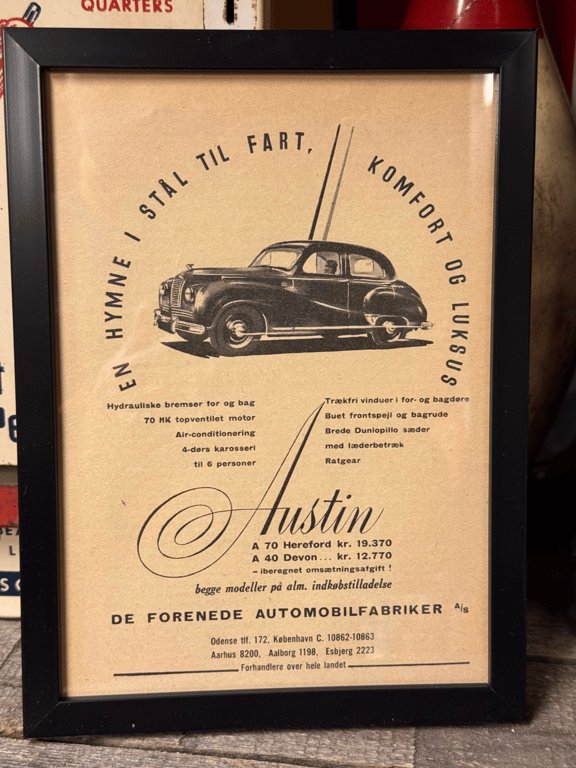 QUARTERS
EN HYMNE I STÅL TIL FART, KOMFORT OG LUKSUS
Hydrauliske bremser for og bag
70 HK topventilet motor
Air-conditionering
4-dørs karosseri
til 6 personer
Trækfri vinduer i for- og bagdøre
Buet frontspejl og bagrude
Brede Dunlopillo sæder
med læderbetræk
Ratgear
Austin
A 70 Hereford kr. 19.370
A 40 Devon... kr. 12.770
- iberegnet omsætningsafgift !
begge modeller på alm. indkøbstilladelse
DE FORENEDE AUTOMOBILFABRIKER A/S
Odense tlf. 172, København C. 10862-10863
Aarhus 8200, Aalborg 1198, Esbjerg 2223
Forhandlere over hele landet